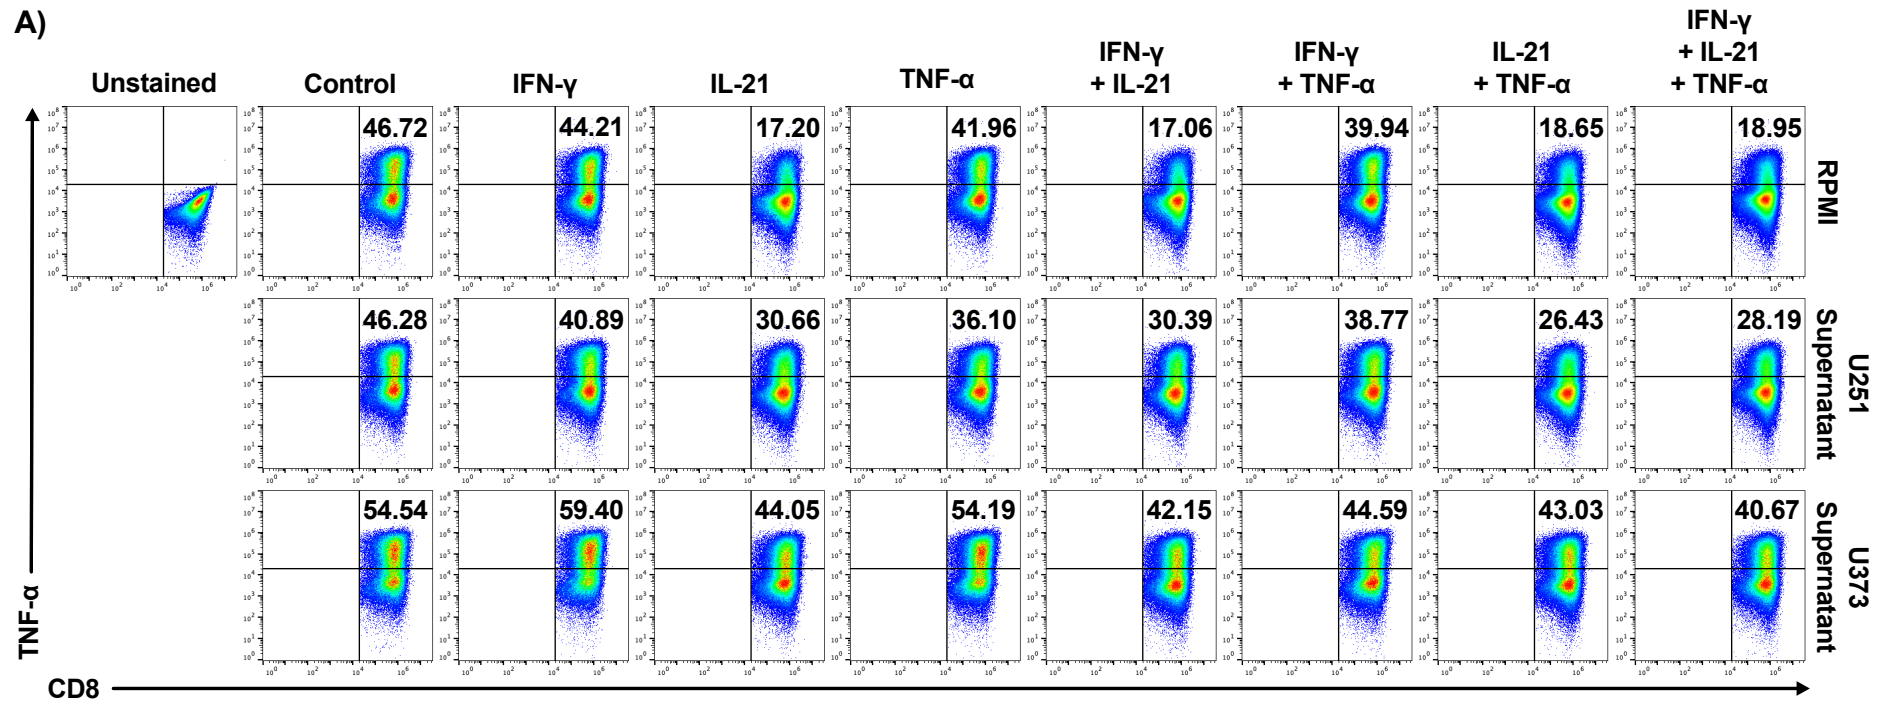 A)
Unstained
Control
IFN-γ
IL-21
TNF-α
IFN-γ
+ IL-21
IFN-γ
+ TNF-α
IL-21
+ TNF-α
IFN-γ
+ IL-21
+ TNF-α
46.72
44.21
17.20
41.96
17.06
39.94
18.65
18.95
RPMI
46.28
40.89
30.66
36.10
30.39
38.77
26.43
28.19
U251
Supernatant
54.54
59.40
44.05
54.19
42.15
44.59
43.03
40.67
U373
Supernatant
TNF-α
CD8